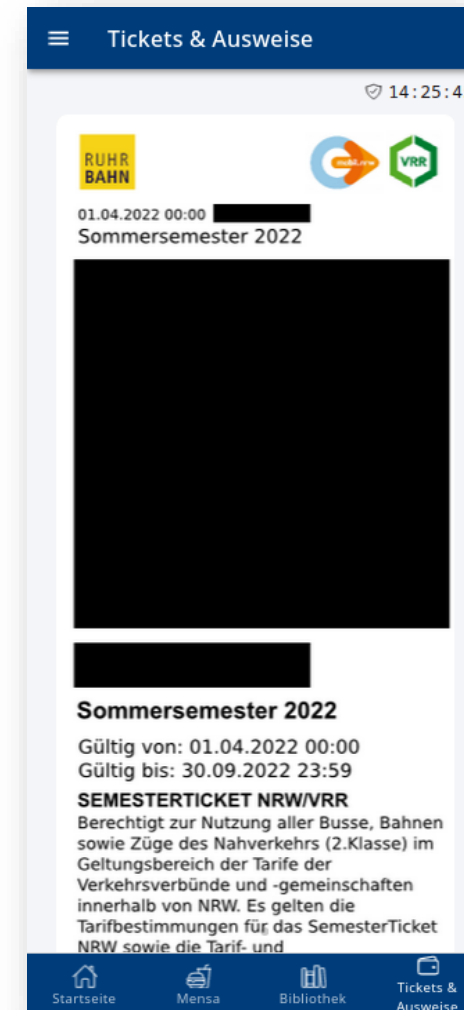 Tickets & Ausweise
14:25:4
RUHR
BAHN
mobil.nrw
VRR
01.04.2022 00:00
Sommersemester 2022
Sommersemester 2022
Gültig von: 01.04.2022 00:00
Gültig bis: 30.09.2022 23:59
SEMESTERTICKET NRW/VRR
Berechtigt zur Nutzung aller Busse, Bahnen
sowie Züge des Nahverkehrs (2.Klasse) im
Geltungsbereich der Tarife der
Verkehrsverbünde und -gemeinschaften
innerhalb von NRW. Es gelten die
Tarifbestimmungen für das SemesterTicket
NRW sowie die Tarif- und
Startseite
Mensa
Bibliothek
Tickets &
Ausweise